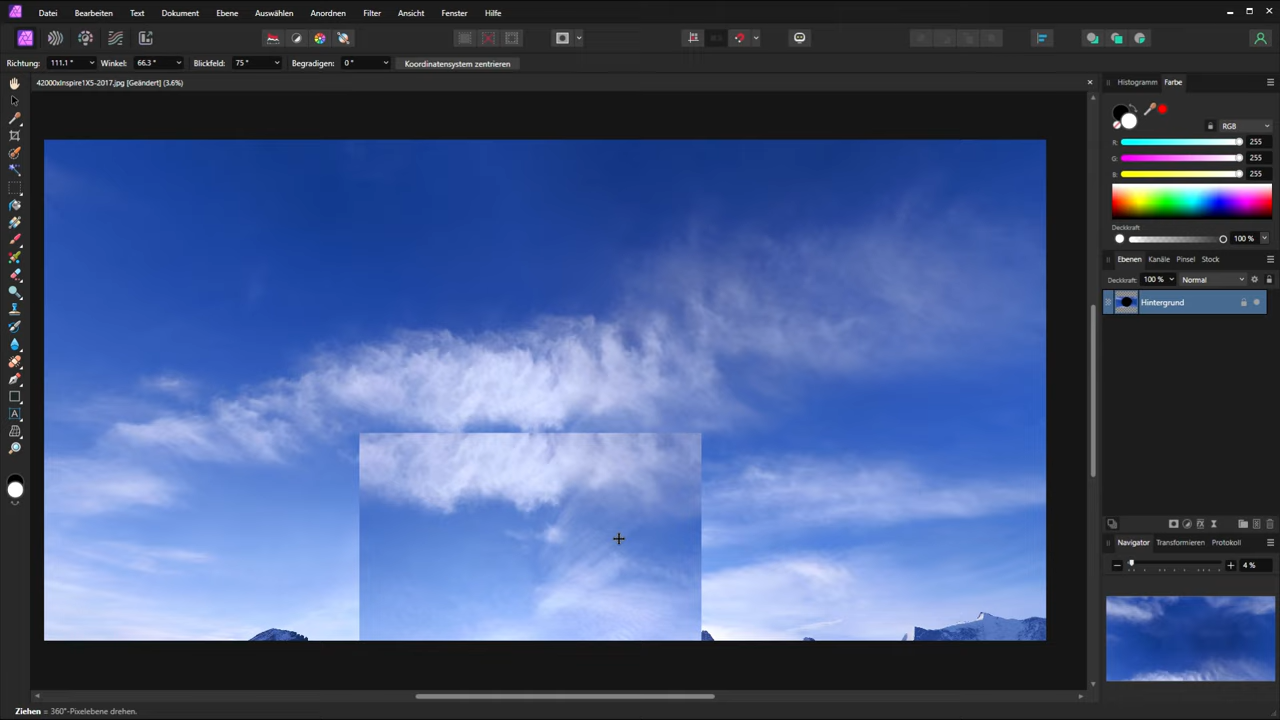 Datei Bearbeiten Text Dokument Ebene Auswählen Anordnen Filter Ansicht Fenster Hilfe
Richtung: 111.1 ° Winkel: 66.3 ° Blickfeld: 75 ° Begradigen: 0 ° Koordinatensystem zentrieren
42000xInspire1X5-2017.jpg [Geändert] (3.6%)
Histogramm Farbe
RGB
R: 255
G: 255
B: 255
Deckkraft
100 %
Ebenen Kanäle Pinsel Stock
Deckkraft: 100 % Normal
Hintergrund
Navigator Transformieren Protokoll
4 %
Ziehen = 360°-Pixelebene drehen.